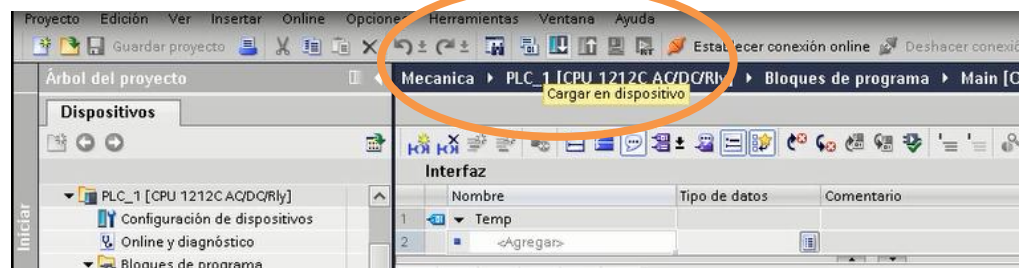 Proyecto Edición Ver Insertar Online Opciones Herramientas Ventana Ayuda
Guardar proyecto Establecer conexión online Deshacer conexió
Árbol del proyecto Mecanica PLC_1 [CPU 1212C AC/DC/Rly] Bloques de programa Main [O
Cargar en dispositivo
Dispositivos
Interfaz
Nombre Tipo de datos Comentario
PLC_1 [CPU 1212C AC/DC/Rly]
1 Temp
Configuración de dispositivos
2 <Agregar>
Online y diagnóstico
Bloques de programa
Iniciar